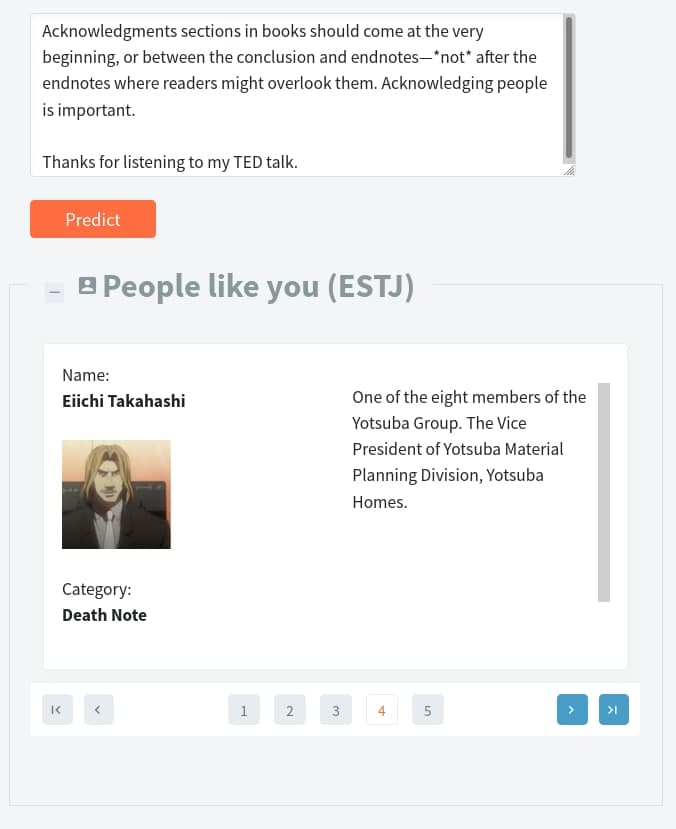 Acknowledgments sections in books should come at the very
beginning, or between the conclusion and endnotes—*not* after the
endnotes where readers might overlook them. Acknowledging people
is important.
Thanks for listening to my TED talk.
Predict
People like you (ESTJ)
Name:
Eiichi Takahashi
One of the eight members of the
Yotsuba Group. The Vice
President of Yotsuba Material
Planning Division, Yotsuba
Homes.
Category:
Death Note
1 2 3 4 5